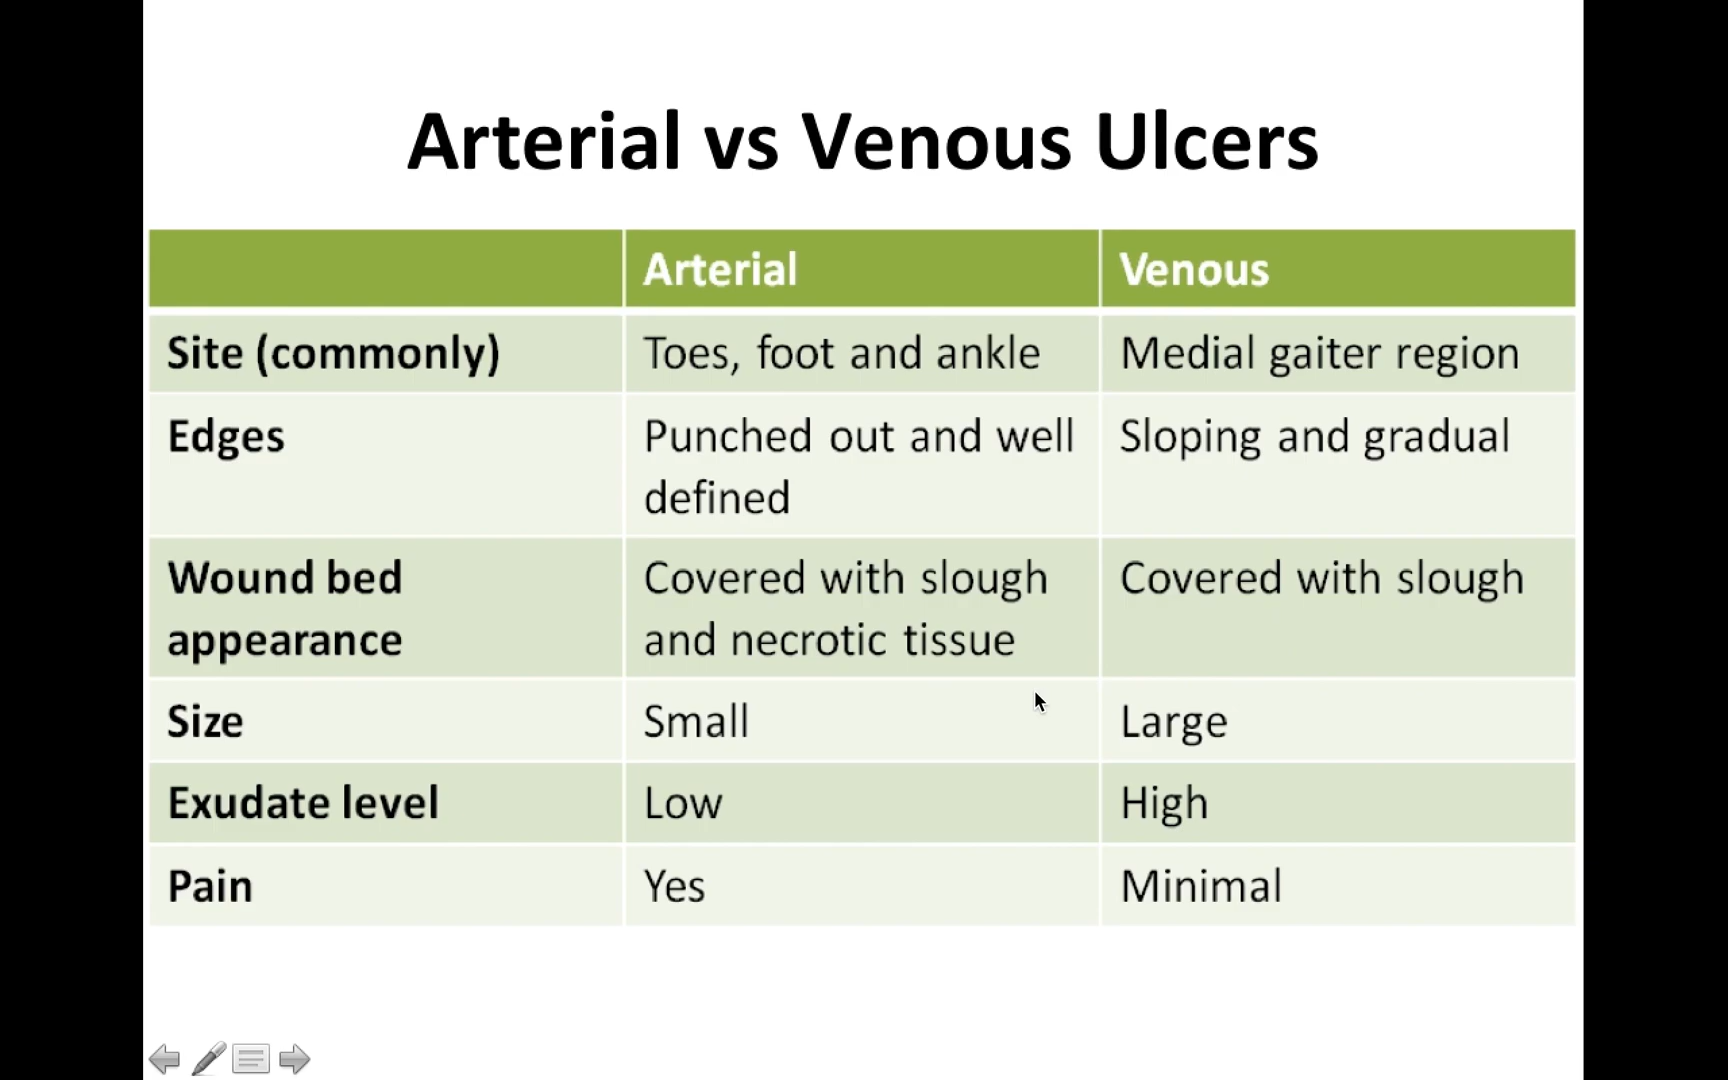 Arterial vs Venous Ulcers
Arterial Venous
Site (commonly) Toes, foot and ankle Medial gaiter region
Edges Punched out and well defined Sloping and gradual
Wound bed appearance Covered with slough and necrotic tissue Covered with slough
Size Small Large
Exudate level Low High
Pain Yes Minimal